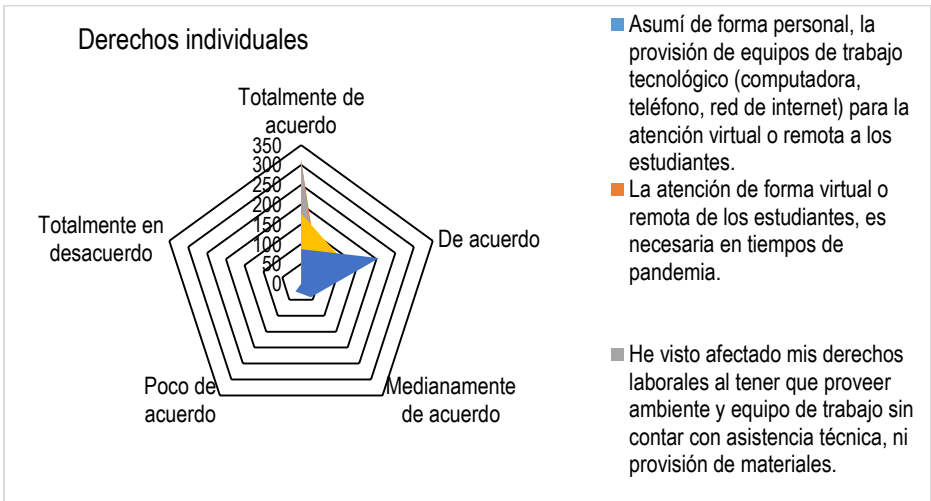 Derechos individuales
Totalmente de
acuerdo
350
300
250
200
150
100
50
0
De acuerdo
Medianamente
de acuerdo
Poco de
acuerdo
Totalmente en
desacuerdo
Asumí de forma personal, la
provisión de equipos de trabajo
tecnológico (computadora,
teléfono, red de internet) para la
atención virtual o remota a los
estudiantes.
La atención de forma virtual o
remota de los estudiantes, es
necesaria en tiempos de
pandemia.
He visto afectado mis derechos
laborales al tener que proveer
ambiente y equipo de trabajo sin
contar con asistencia técnica, ni
provisión de materiales.